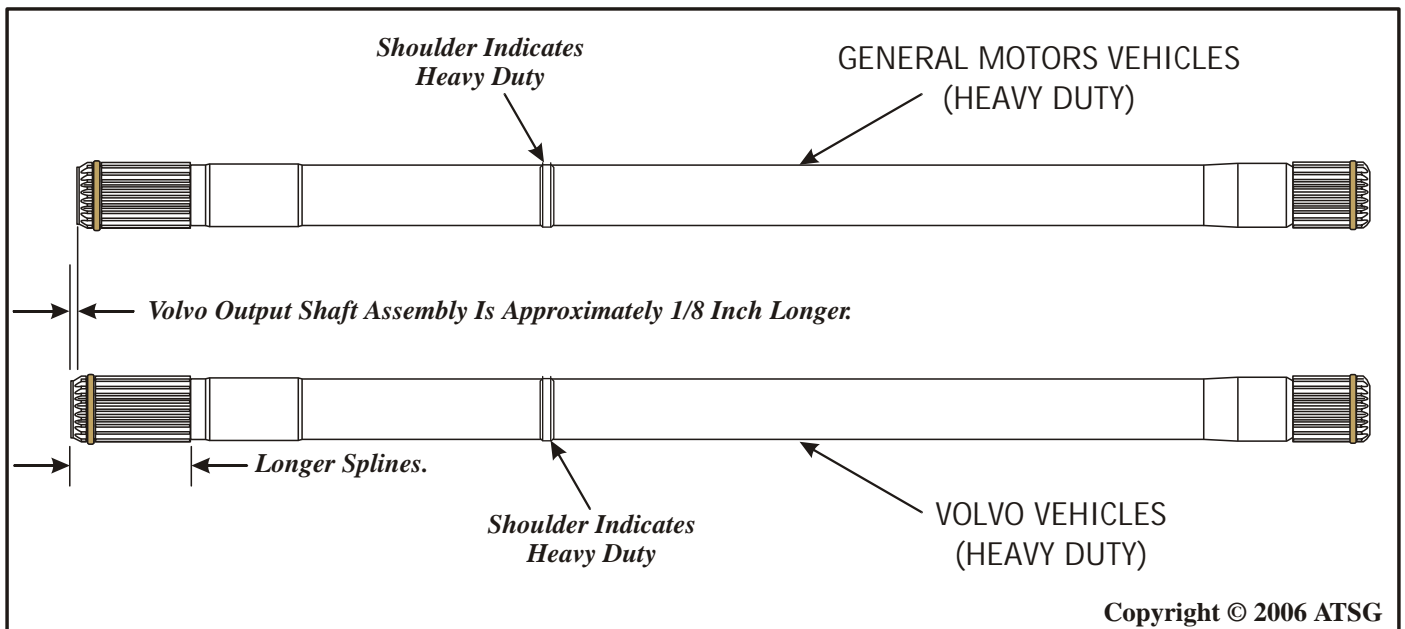 Shoulder Indicates
Heavy Duty
GENERAL MOTORS VEHICLES
(HEAVY DUTY)
Volvo Output Shaft Assembly Is Approximately 1/8 Inch Longer.
Longer Splines.
Shoulder Indicates
Heavy Duty
VOLVO VEHICLES
(HEAVY DUTY)
Copyright © 2006 ATSG